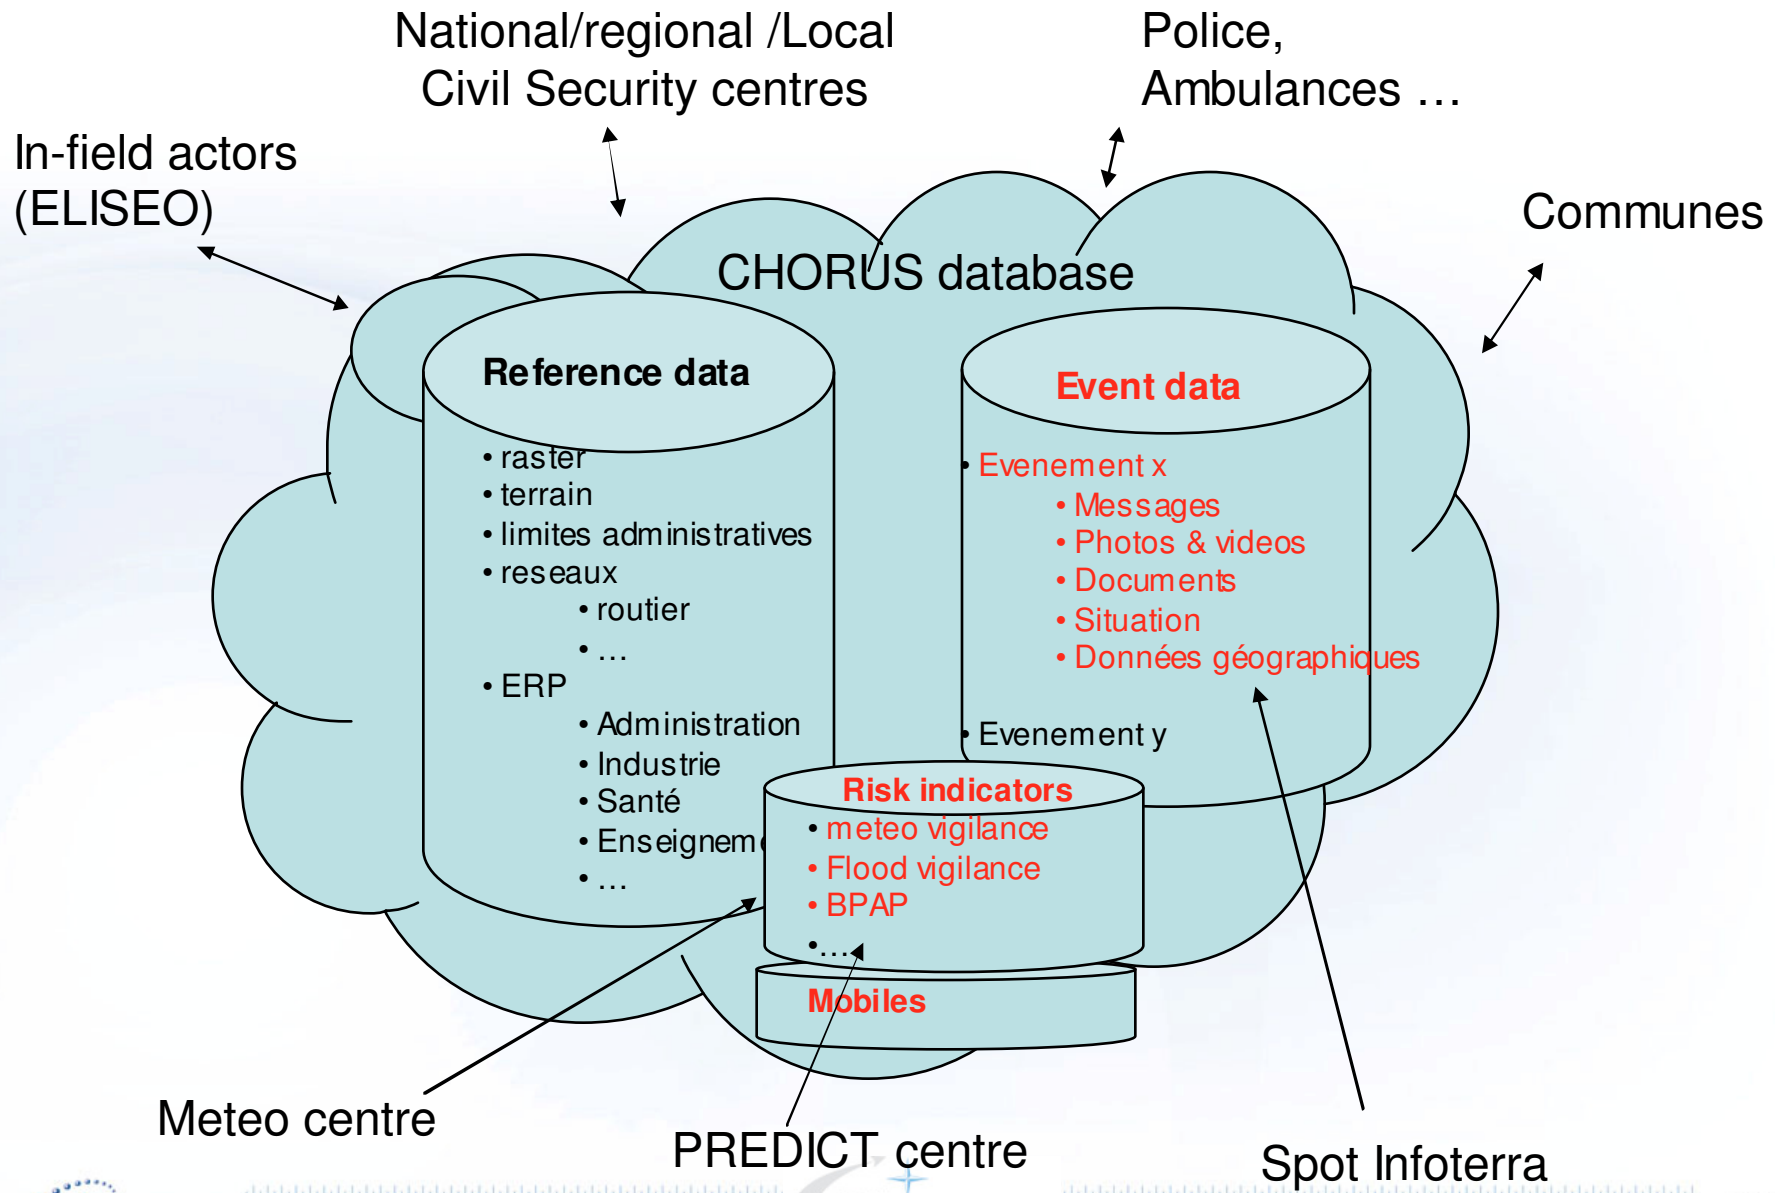 National/regional /Local
Civil Security centres
Police,
Ambulances …
In-field actors
(ELISEO)
Communes
CHORUS database
Reference data
• raster
• terrain
• limites administratives
• reseaux
• routier
• …
• ERP
• Administration
• Industrie
• Santé
• Enseignem
• …
Event data
• Evenement x
• Messages
• Photos & videos
• Documents
• Situation
• Données géographiques
• Evenement y
Risk indicators
• meteo vigilance
• Flood vigilance
• BPAP
•…
Mobiles
Meteo centre
PREDICT centre
Spot Infoterra